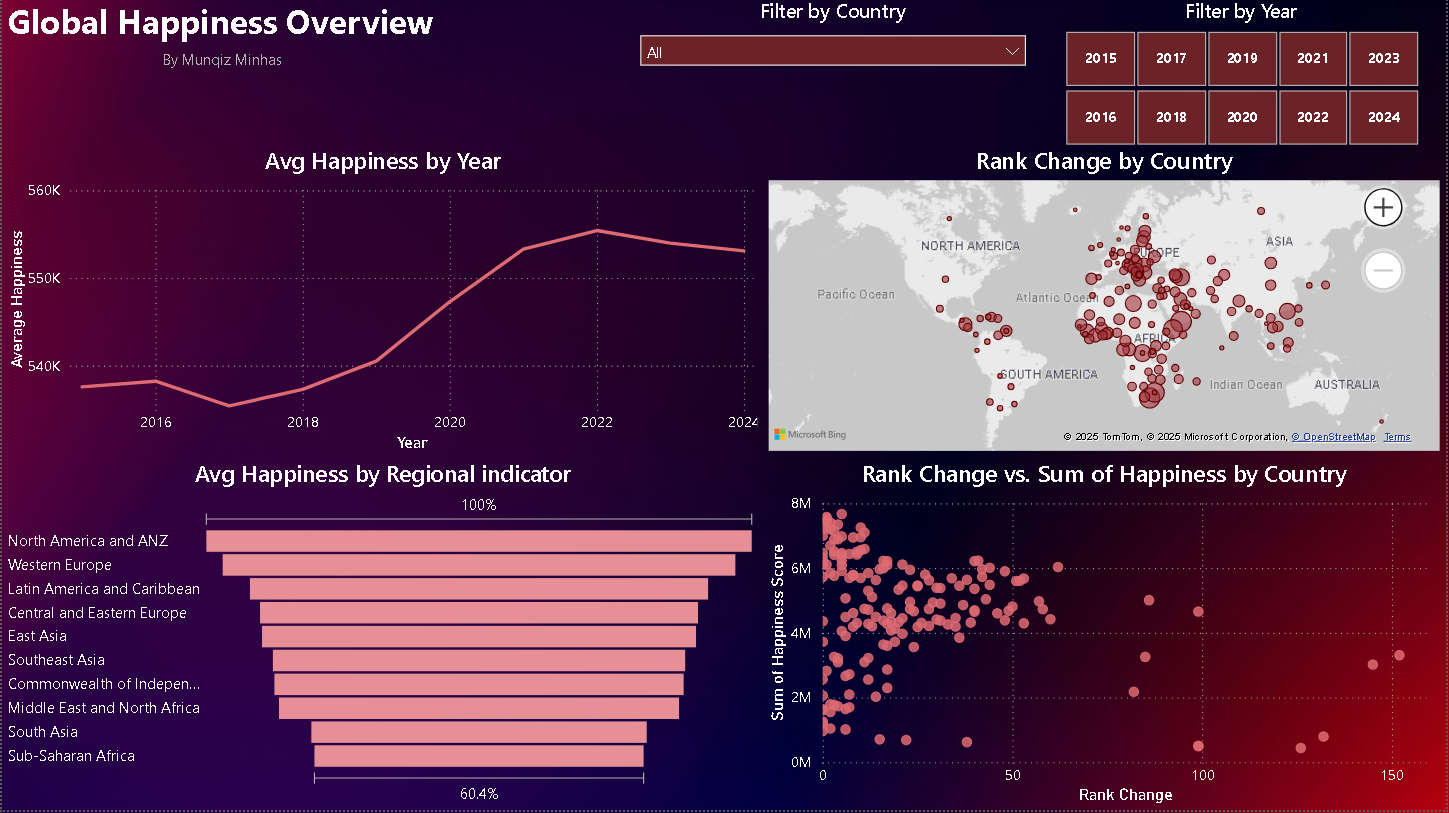 Global Happiness Overview
By Munqiz Minhas
Filter by Country
All
Filter by Year
2015 2017 2019 2021 2023
2016 2018 2020 2022 2024
Avg Happiness by Year
560K
550K
540K
Average Happiness
2016 2018 2020 2022 2024
Year
Rank Change by Country
NORTH AMERICA
EUROPE
ASIA
Pacific Ocean
Atlantic Ocean
AFRICA
SOUTH AMERICA
Indian Ocean
AUSTRALIA
Microsoft Bing
© 2025 TomTom, © 2025 Microsoft Corporation, © OpenStreetMap Terms
Avg Happiness by Regional indicator
100%
North America and ANZ
Western Europe
Latin America and Caribbean
Central and Eastern Europe
East Asia
Southeast Asia
Commonwealth of Indepen...
Middle East and North Africa
South Asia
Sub-Saharan Africa
60.4%
Rank Change vs. Sum of Happiness by Country
8M
6M
4M
2M
0M
Sum of Happiness Score
0 50 100 150
Rank Change